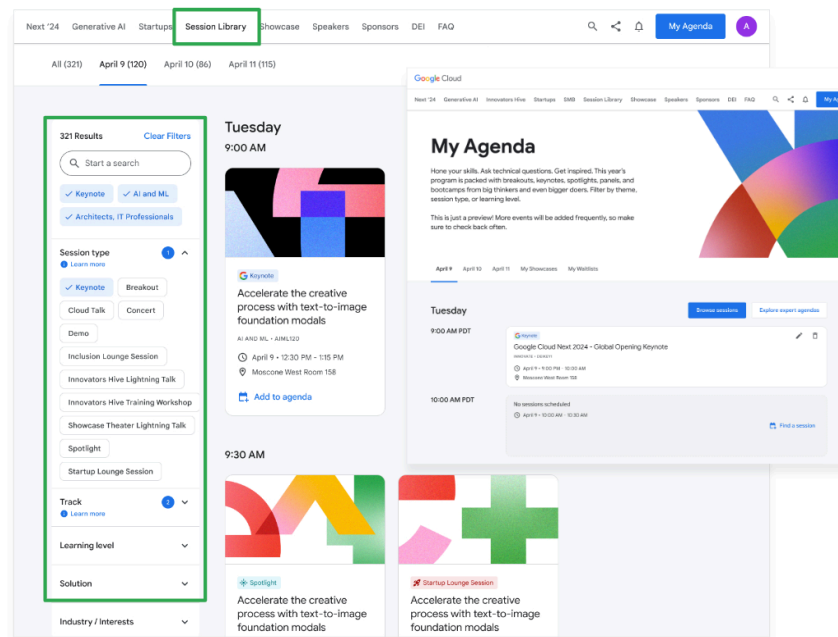 Next ‘24 Generative AI Startups Session Library Showcase Speakers Sponsors DEI FAQ My Agenda A
All (321) April 9 (120) April 10 (86) April 11 (115)
321 Results Clear Filters
Start a search
Keynote AI and ML
Architects, IT Professionals
Session type 1
Learn more
Keynote Breakout
Cloud Talk Concert
Demo
Inclusion Lounge Session
Innovators Hive Lightning Talk
Innovators Hive Training Workshop
Showcase Theater Lightning Talk
Spotlight
Startup Lounge Session
Track 2
Learn more
Learning level
Solution
Industry / Interests
Tuesday
9:00 AM
Keynote
Accelerate the creative
process with text-to-image
foundation modals
AI AND ML • AIML123
April 9 • 12:30 PM - 1:15 PM
Moscone West Room 158
Add to agenda
9:30 AM
Spotlight
Accelerate the creative
process with text-to-image
foundation modals
Startup Lounge Session
Accelerate the creative
process with text-to-image
foundation modals
Google Cloud
Next ‘24 Generative AI Innovators Hive Startups SMB Session Library Showcase Speakers Sponsors DEI FAQ My Ag
My Agenda
Hone your skills. Ask technical questions. Get inspired. This year’s
program is packed with breakouts, keynotes, spotlights, panels, and
bootcamps from big thinkers and even bigger doers. Filter by theme,
session type, or learning level.
This is just a preview! More events will be added frequently, so make
sure to check back often.
April 9 April 10 April 11 My Showcases My Waitlists
Tuesday Browse sessions Explore expert agendas
9:00 AM PDT
Keynote
Google Cloud Next 2024 - Global Opening Keynote
April 9 • 9:00 PM - 10:00 AM
Moscone West Room 158
10:00 AM PDT
No sessions scheduled
April 9 • 10:00 AM - 10:30 AM
Find a session